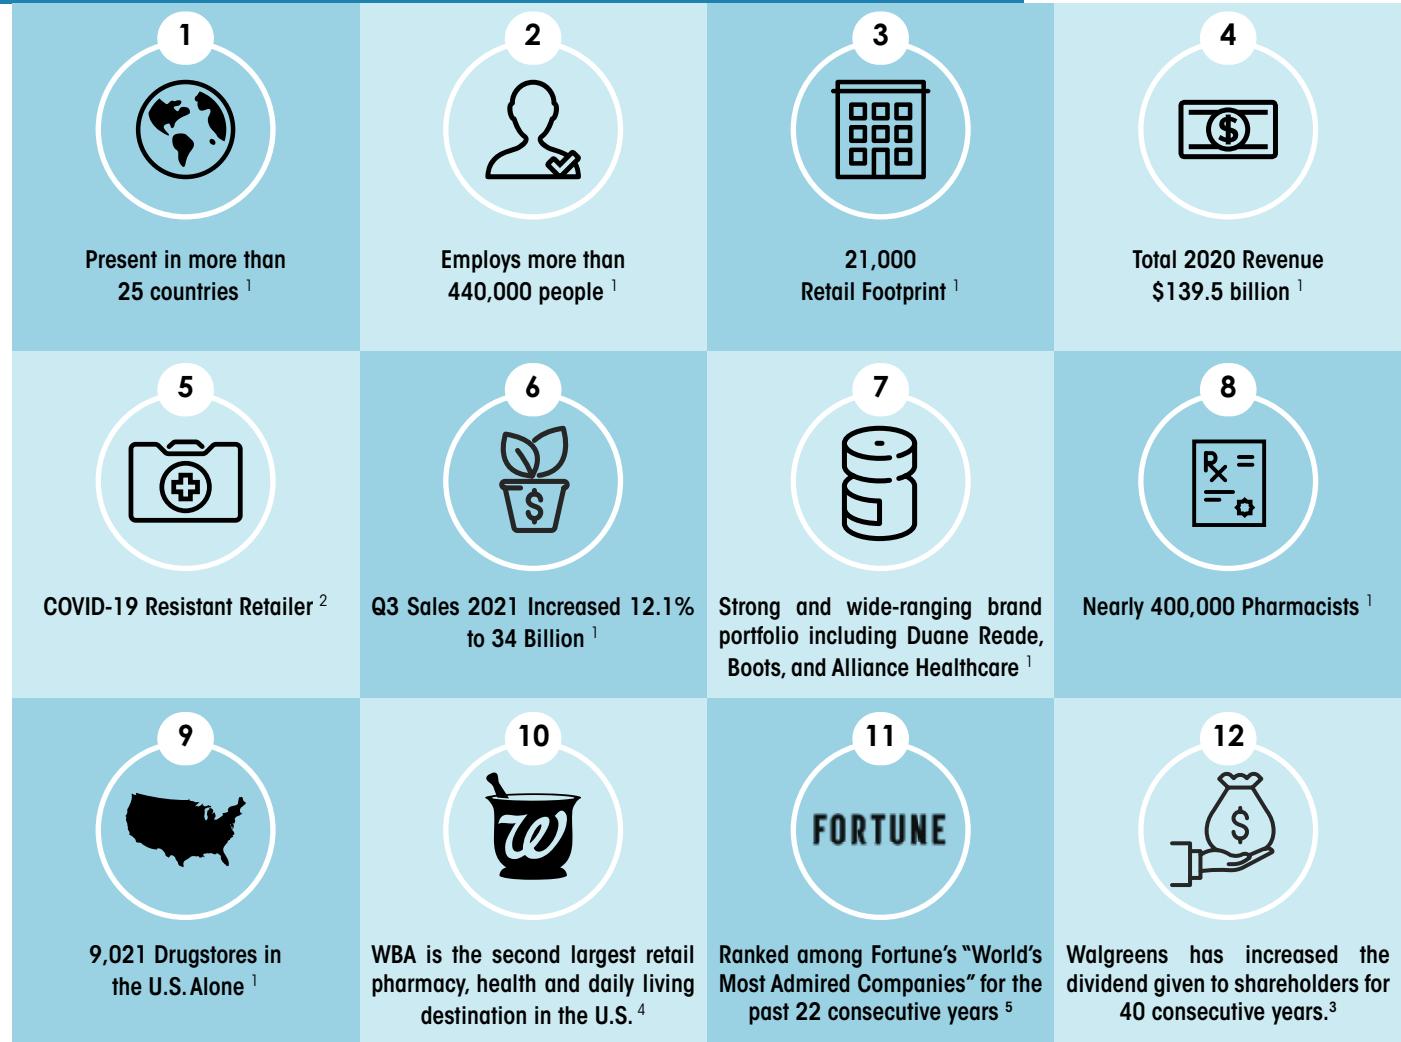 1
Present in more than
25 countries 1
2
Employs more than
440,000 people 1
3
21,000
Retail Footprint 1
4
$
Total 2020 Revenue
$139.5 billion 1
5
COVID-19 Resistant Retailer 2
6
$
Q3 Sales 2021 Increased 12.1%
to 34 Billion 1
7
Strong and wide-ranging brand
portfolio including Duane Reade,
Boots, and Alliance Healthcare 1
8
Rx
Nearly 400,000 Pharmacists 1
9
9,021 Drugstores in
the U.S. Alone 1
10
W
WBA is the second largest retail
pharmacy, health and daily living
destination in the U.S. 4
11
FORTUNE
Ranked among Fortune's “World's
Most Admired Companies” for the
past 22 consecutive years 5
12
$
Walgreens has increased the
dividend given to shareholders for
40 consecutive years.3